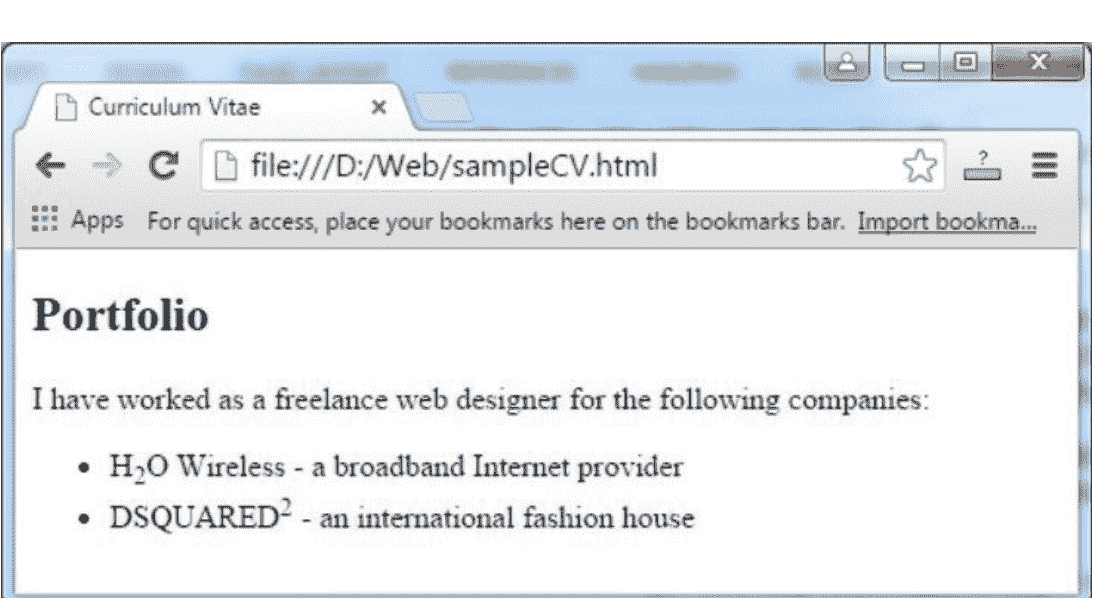 Curriculum Vitae
file:///D:/Web/sampleCV.html
?
Apps For quick access, place your bookmarks here on the bookmarks bar. Import bookma...
Portfolio
I have worked as a freelance web designer for the following companies:
• H₂O Wireless - a broadband Internet provider
• DSQUARED² - an international fashion house